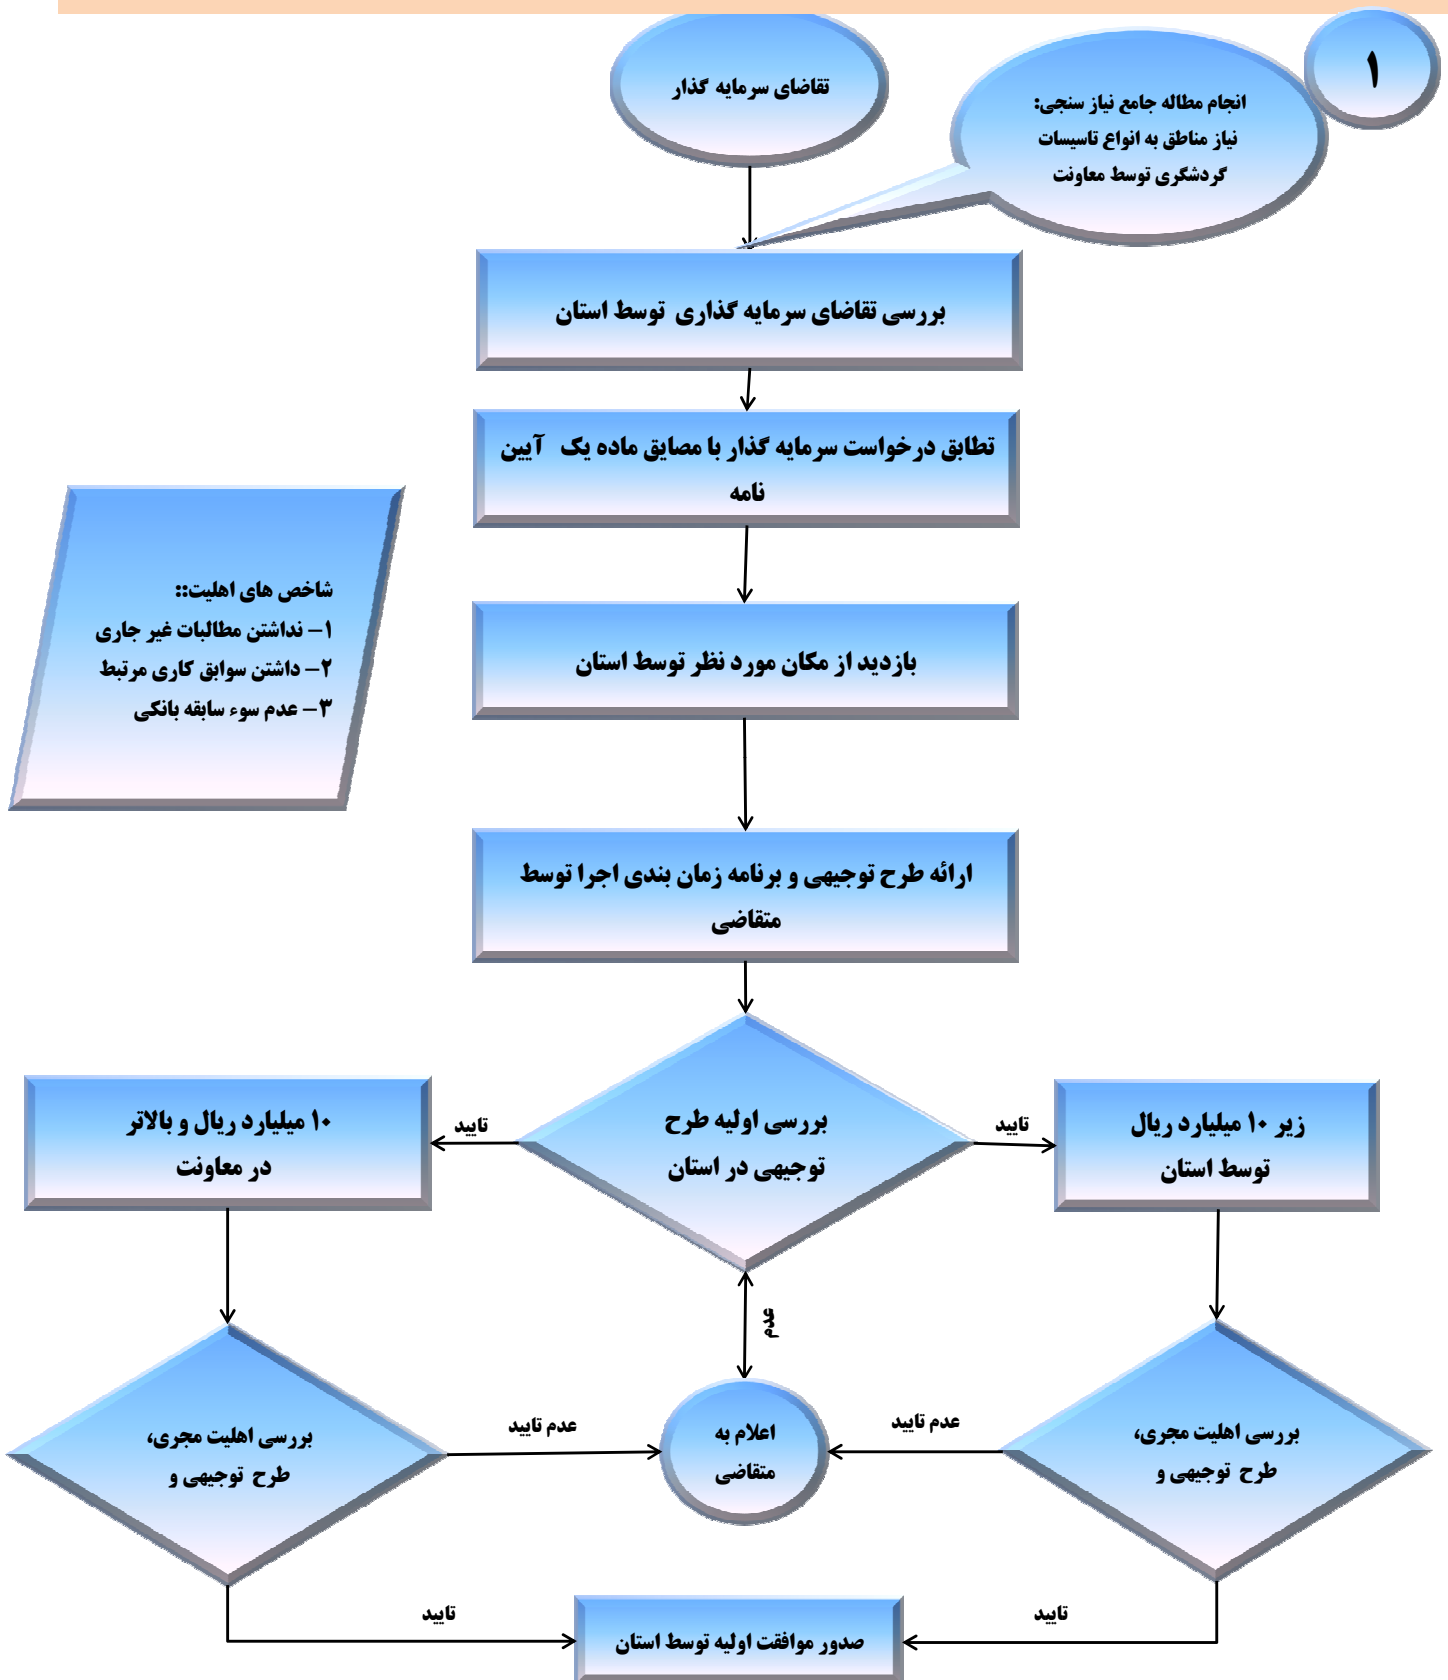 ۱
تقاضای سرمایه گذار
انجام مطاله جامع نیاز سنجی:
نیاز مناطق به انواع تاسیسات
گردشگری توسط معاونت
بررسی تقاضای سرمایه گذاری توسط استان
تطابق درخواست سرمایه گذار با مصایق ماده یک آیین
نامه
شاخص های اهلیت::
۱- نداشتن مطالبات غیر جاری
۲- داشتن سوابق کاری مرتبط
۳- عدم سوء سابقه بانکی
بازدید از مکان مورد نظر توسط استان
ارائه طرح توجیهی و برنامه زمان بندی اجرا توسط
متقاضی
بررسی اولیه طرح
توجیهی در استان
تایید
زیر ۱۰ میلیارد ریال
توسط استان
تایید
۱۰ میلیارد ریال و بالاتر
در معاونت
عدم
بررسی اهلیت مجری،
طرح توجیهی و
عدم تایید
اعلام به
متقاضی
عدم تایید
بررسی اهلیت مجری،
طرح توجیهی و
تایید
صدور موافقت اولیه توسط استان
تایید